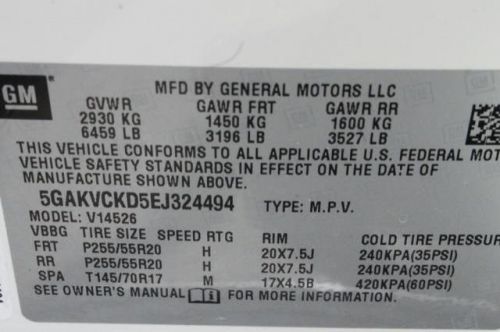 GM
MFD BY GENERAL MOTORS LLC
GVWR GAWR FRT GAWR RR
2930 KG 1450 KG 1600 KG
6459 LB 3196 LB 3527 LB
THIS VEHICLE CONFORMS TO ALL APPLICABLE U.S. FEDERAL MOTOR
VEHICLE SAFETY STANDARDS IN EFFECT ON THE DATE OF
MANUFACTURE SHOWN ABOVE.
5GAKVCKD5EJ324494 TYPE: M.P.V.
MODEL: V14526
VBBG TIRE SIZE SPEED RTG RIM COLD TIRE PRESSURE
FRT P255/55R20 H 20X7.5J 240KPA(35PSI)
RR P255/55R20 H 20X7.5J 240KPA(35PSI)
SPA T145/70R17 M 17X4.5B 420KPA(60PSI)
SEE OWNER'S MANUAL FOR MORE INFORMATION.